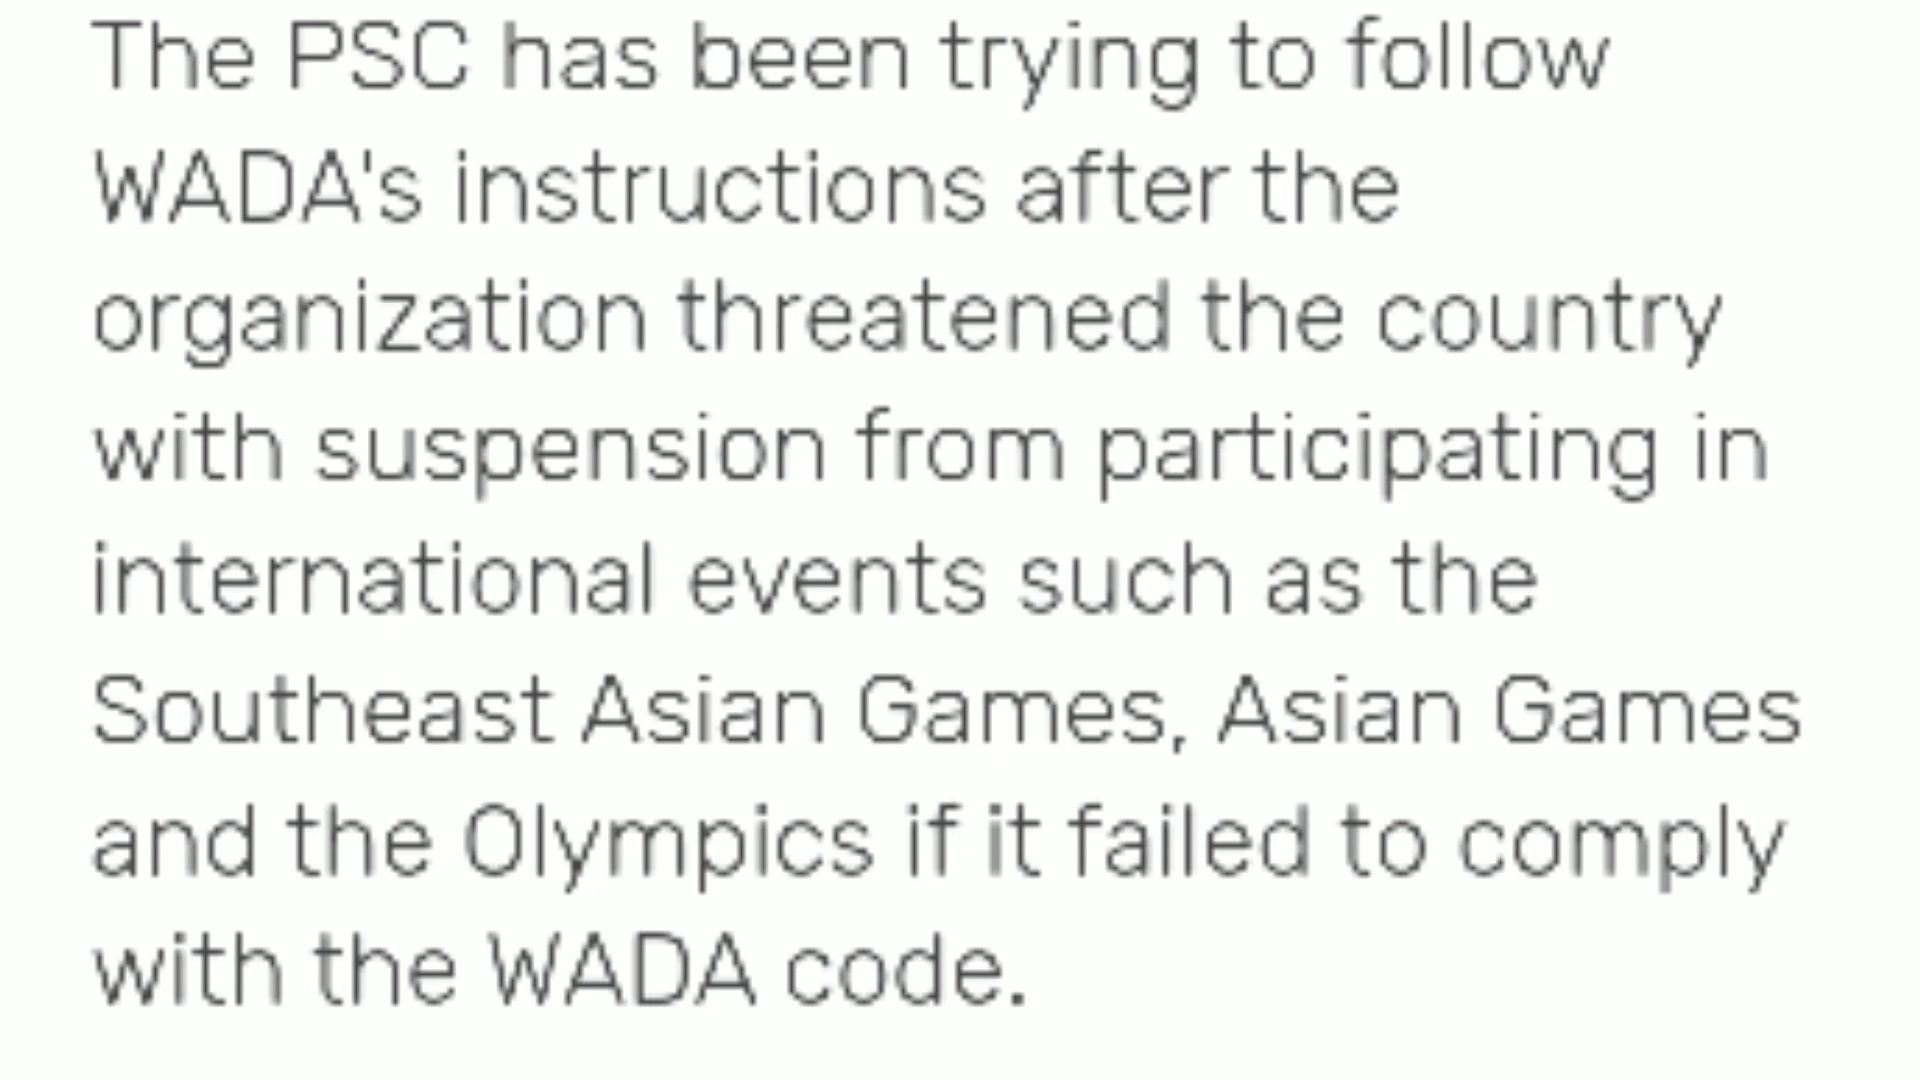 The PSC has been trying to follow
WADA's instructions after the
organization threatened the country
with suspension from participating in
international events such as the
Southeast Asian Games, Asian Games
and the Olympics if it failed to comply
with the WADA code.